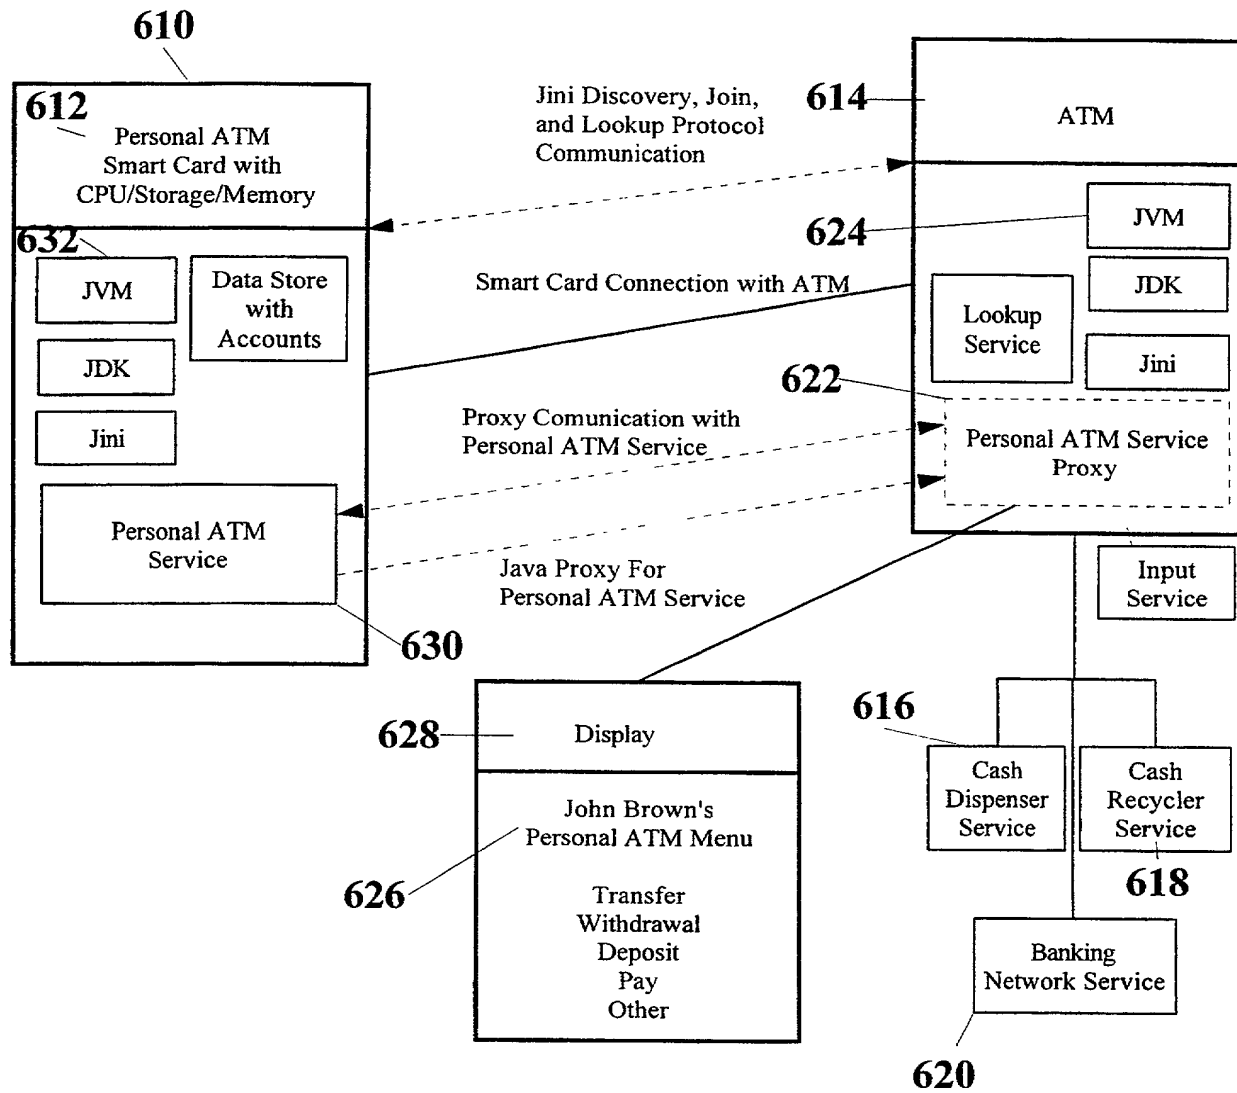 610
612
Personal ATM
Smart Card with
CPU/Storage/Memory
632
JVM
Data Store
with
Accounts
JDK
Jini
Personal ATM
Service
630
Jini Discovery, Join,
and Lookup Protocol
Communication
Smart Card Connection with ATM
Proxy Comunication with
Personal ATM Service
Java Proxy For
Personal ATM Service
614
ATM
624
JVM
JDK
Lookup
Service
Jini
622
Personal ATM Service
Proxy
Input
Service
628
Display
John Brown's
Personal ATM Menu
626
Transfer
Withdrawal
Deposit
Pay
Other
616
Cash
Dispenser
Service
Cash
Recycler
Service
618
Banking
Network Service
620